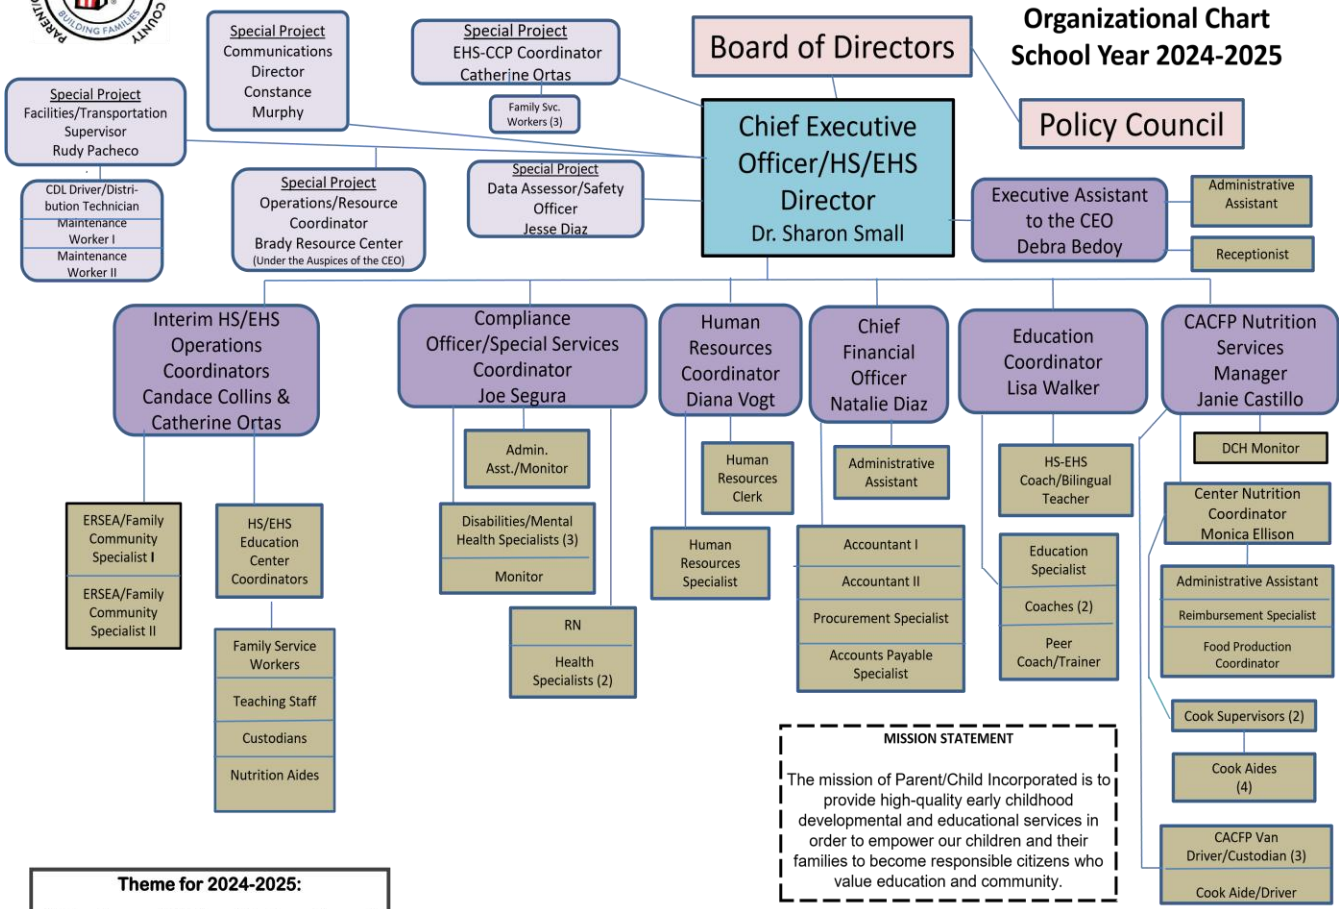 PARENT/
BUILDING FAMILIES
COUNTY
Organizational Chart
School Year 2024-2025
Special Project
Communications
Director
Constance
Murphy
Special Project
EHS-CCP Coordinator
Catherine Ortas
Family Svc.
Workers (3)
Board of Directors
Policy Council
Special Project
Facilities/Transportation
Supervisor
Rudy Pacheco
CDL Driver/Distri-
bution Technician
Maintenance
Worker I
Maintenance
Worker II
Special Project
Operations/Resource
Coordinator
Brady Resource Center
(Under the Auspices of the CEO)
Special Project
Data Assessor/Safety
Officer
Jesse Diaz
Chief Executive
Officer/HS/EHS
Director
Dr. Sharon Small
Executive Assistant
to the CEO
Debra Bedoy
Administrative
Assistant
Receptionist
Interim HS/EHS
Operations
Coordinators
Candace Collins &
Catherine Ortas
Compliance
Officer/Special Services
Coordinator
Joe Segura
Human
Resources
Coordinator
Diana Vogt
Chief
Financial
Officer
Natalie Diaz
Education
Coordinator
Lisa Walker
CACFP Nutrition
Services
Manager
Janie Castillo
ERSEA/Family
Community
Specialist I
ERSEA/Family
Community
Specialist II
HS/EHS
Education
Center
Coordinators
Family Service
Workers
Teaching Staff
Custodians
Nutrition Aides
Admin.
Asst./Monitor
Disabilities/Mental
Health Specialists (3)
Monitor
RN
Health
Specialists (2)
Human
Resources
Clerk
Human
Resources
Specialist
Administrative
Assistant
Accountant I
Accountant II
Procurement Specialist
Accounts Payable
Specialist
HS-EHS
Coach/Bilingual
Teacher
Education
Specialist
Coaches (2)
Peer
Coach/Trainer
DCH Monitor
Center Nutrition
Coordinator
Monica Ellison
Administrative Assistant
Reimbursement Specialist
Food Production
Coordinator
Cook Supervisors (2)
Cook Aides
(4)
CACFP Van
Driver/Custodian (3)
Cook Aide/Driver
MISSION STATEMENT
The mission of Parent/Child Incorporated is to
provide high-quality early childhood
developmental and educational services in
order to empower our children and their
families to become responsible citizens who
value education and community.
Theme for 2024-2025: